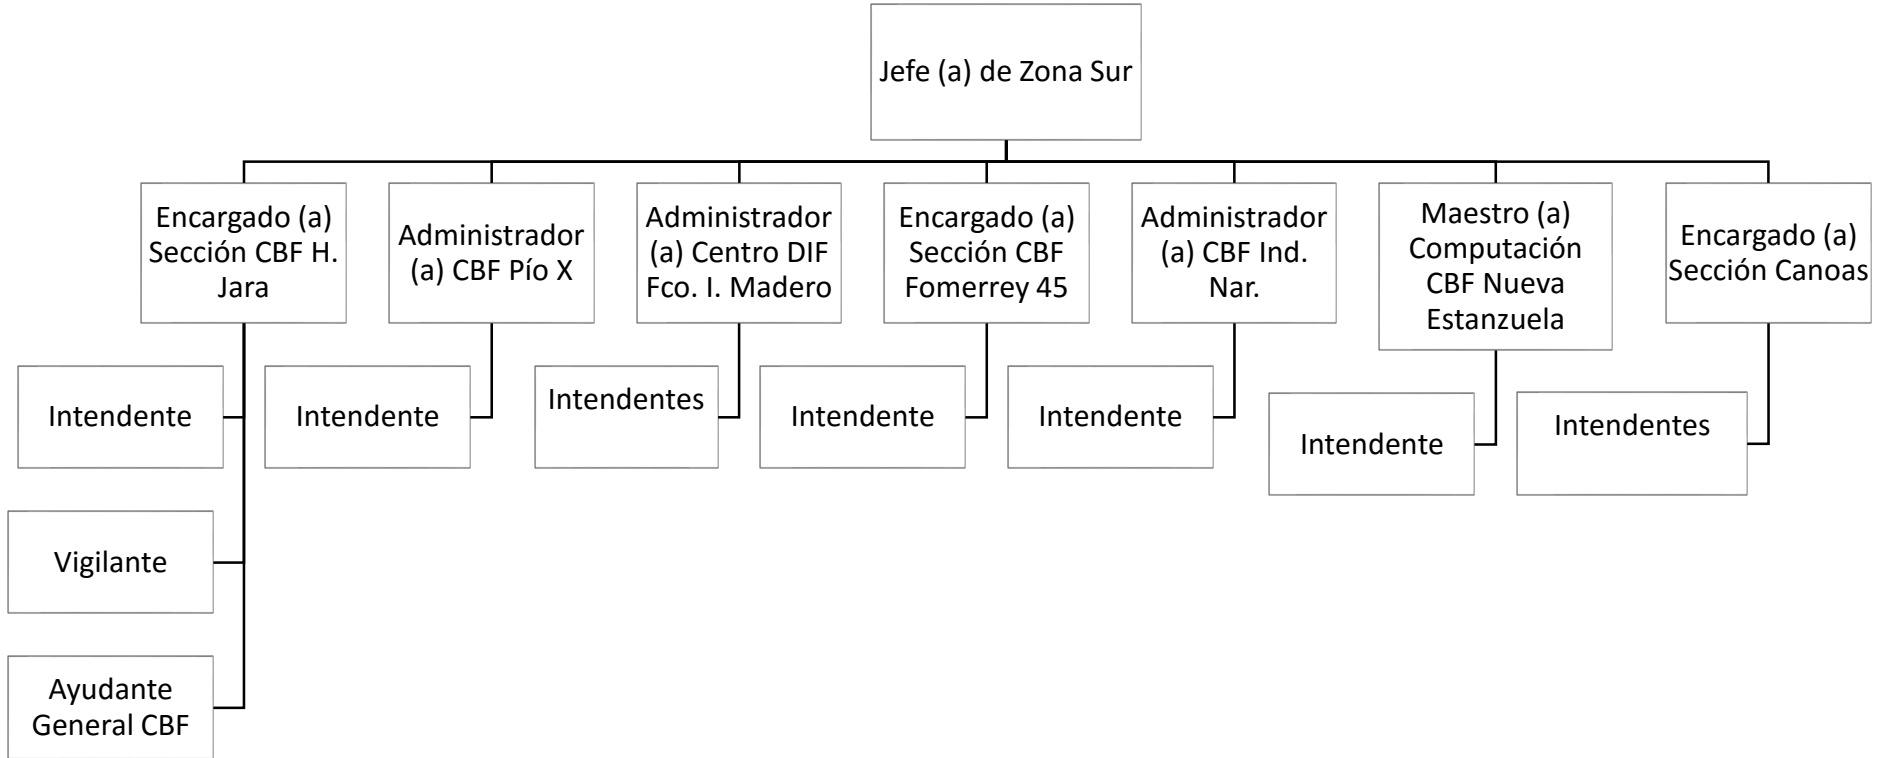 Jefe (a) de Zona Sur
Encargado (a)
Sección CBF H.
Jara
Administrador
(a) CBF Pío X
Administrador
(a) Centro DIF
Fco. I. Madero
Encargado (a)
Sección CBF
Fomerrey 45
Administrador
(a) CBF Ind.
Nar.
Maestro (a)
Computación
CBF Nueva
Estanzuela
Encargado (a)
Sección Canoas
Intendente
Intendente
Intendentes
Intendente
Intendente
Intendente
Intendentes
Vigilante
Ayudante
General CBF